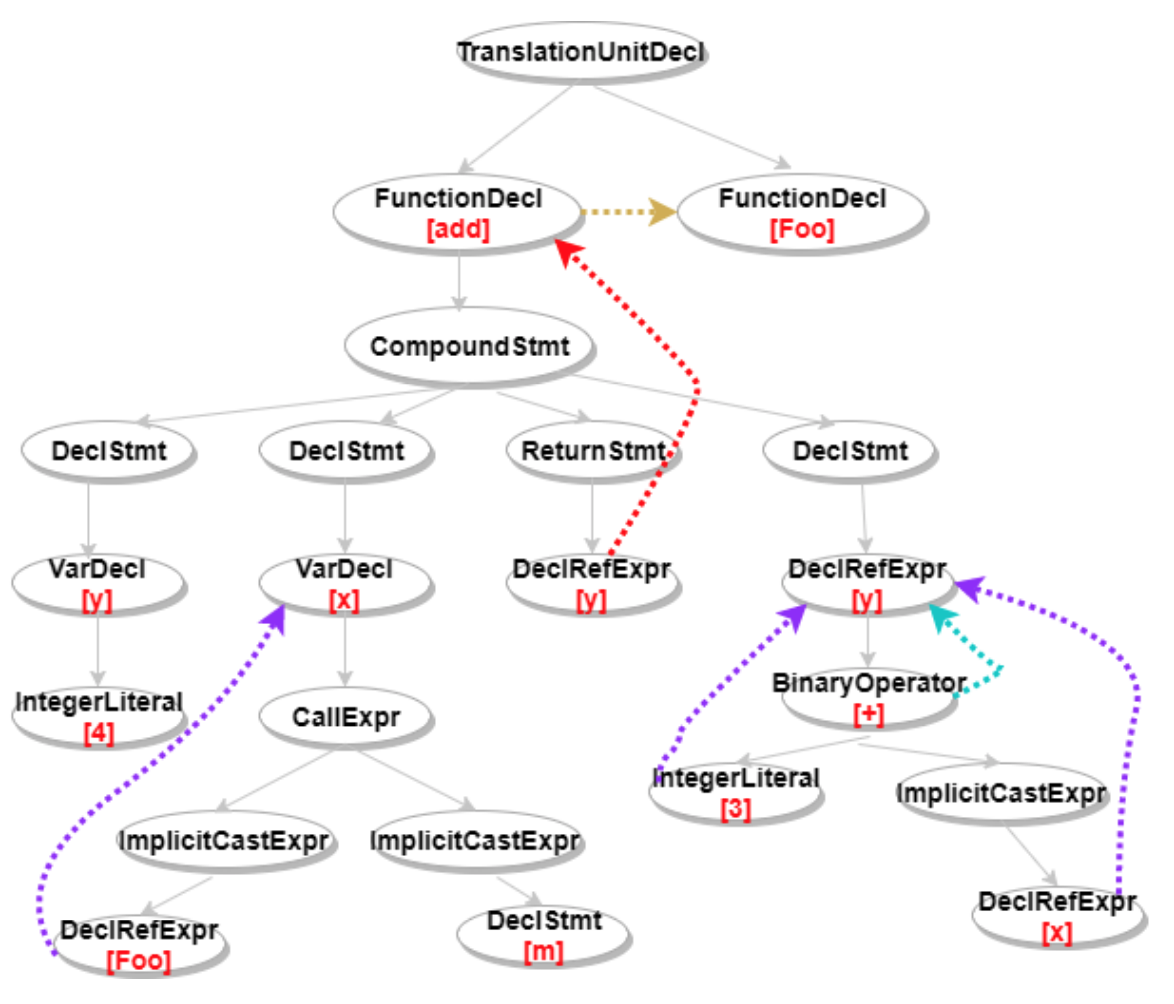 TranslationUnitDecl
FunctionDecl
[add]
FunctionDecl
[Foo]
CompoundStmt
DeclStmt
DeclStmt
ReturnStmt
DeclStmt
VarDecl
[y]
VarDecl
[x]
DeclRefExpr
[y]
DeclRefExpr
[y]
IntegerLiteral
[4]
CallExpr
BinaryOperator
[+]
IntegerLiteral
[3]
ImplicitCastExpr
ImplicitCastExpr
ImplicitCastExpr
DeclRefExpr
[Foo]
DeclStmt
[m]
DeclRefExpr
[x]